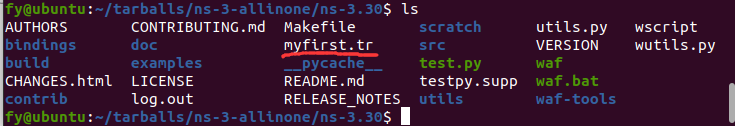 fy@ubuntu:~/tarballs/ns-3-allinone/ns-3.30$ ls
AUTHORS CONTRIBUTING.md Makefile scratch utils.py wscript
bindings doc myfirst.tr src VERSION wutils.py
build examples __pycache__ test.py waf
CHANGES.html LICENSE README.md testpy.supp waf.bat
contrib log.out RELEASE_NOTES utils waf-tools
fy@ubuntu:~/tarballs/ns-3-allinone/ns-3.30$